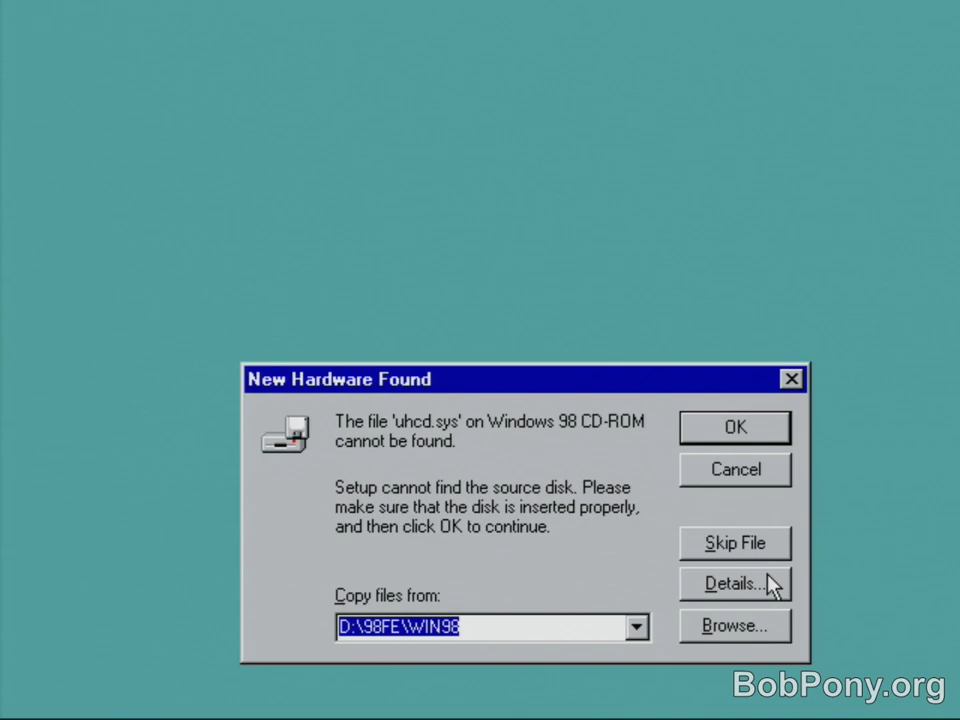 New Hardware Found
The file 'uhcd.sys' on Windows 98 CD-ROM
cannot be found.
Setup cannot find the source disk. Please
make sure that the disk is inserted properly,
and then click OK to continue.
Copy files from:
D:\98FE\WIN98
OK
Cancel
Skip File
Details...
Browse...
BobPony.org